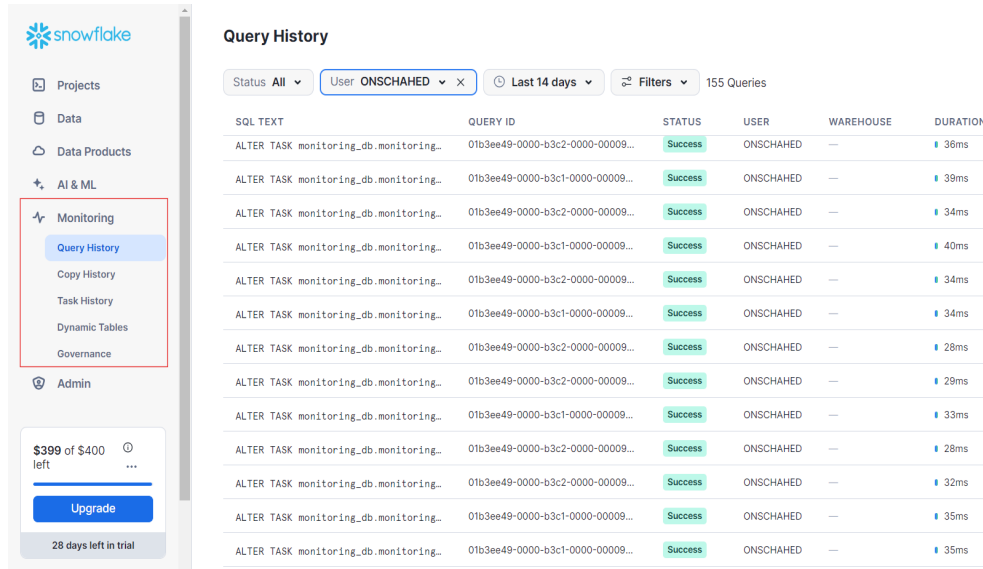 snowflake
Projects
Data
Data Products
AI & ML
Monitoring
Query History
Copy History
Task History
Dynamic Tables
Governance
Admin
$399 of $400
left
Upgrade
28 days left in trial
Query History
Status All User ONSCHAHED Last 14 days Filters 155 Queries
SQL TEXT QUERY ID STATUS USER WAREHOUSE DURATION
ALTER TASK monitoring_db.monitoring… 01b3ee49-0000-b3c2-0000-00009... Success ONSCHAHED — 36ms
ALTER TASK monitoring_db.monitoring… 01b3ee49-0000-b3c1-0000-00009... Success ONSCHAHED — 39ms
ALTER TASK monitoring_db.monitoring… 01b3ee49-0000-b3c2-0000-00009... Success ONSCHAHED — 34ms
ALTER TASK monitoring_db.monitoring… 01b3ee49-0000-b3c1-0000-00009... Success ONSCHAHED — 40ms
ALTER TASK monitoring_db.monitoring… 01b3ee49-0000-b3c2-0000-00009... Success ONSCHAHED — 34ms
ALTER TASK monitoring_db.monitoring… 01b3ee49-0000-b3c1-0000-00009... Success ONSCHAHED — 34ms
ALTER TASK monitoring_db.monitoring… 01b3ee49-0000-b3c2-0000-00009... Success ONSCHAHED — 28ms
ALTER TASK monitoring_db.monitoring… 01b3ee49-0000-b3c2-0000-00009... Success ONSCHAHED — 29ms
ALTER TASK monitoring_db.monitoring… 01b3ee49-0000-b3c1-0000-00009... Success ONSCHAHED — 33ms
ALTER TASK monitoring_db.monitoring… 01b3ee49-0000-b3c2-0000-00009... Success ONSCHAHED — 28ms
ALTER TASK monitoring_db.monitoring… 01b3ee49-0000-b3c2-0000-00009... Success ONSCHAHED — 32ms
ALTER TASK monitoring_db.monitoring… 01b3ee49-0000-b3c1-0000-00009... Success ONSCHAHED — 35ms
ALTER TASK monitoring_db.monitoring… 01b3ee49-0000-b3c1-0000-00009... Success ONSCHAHED — 35ms